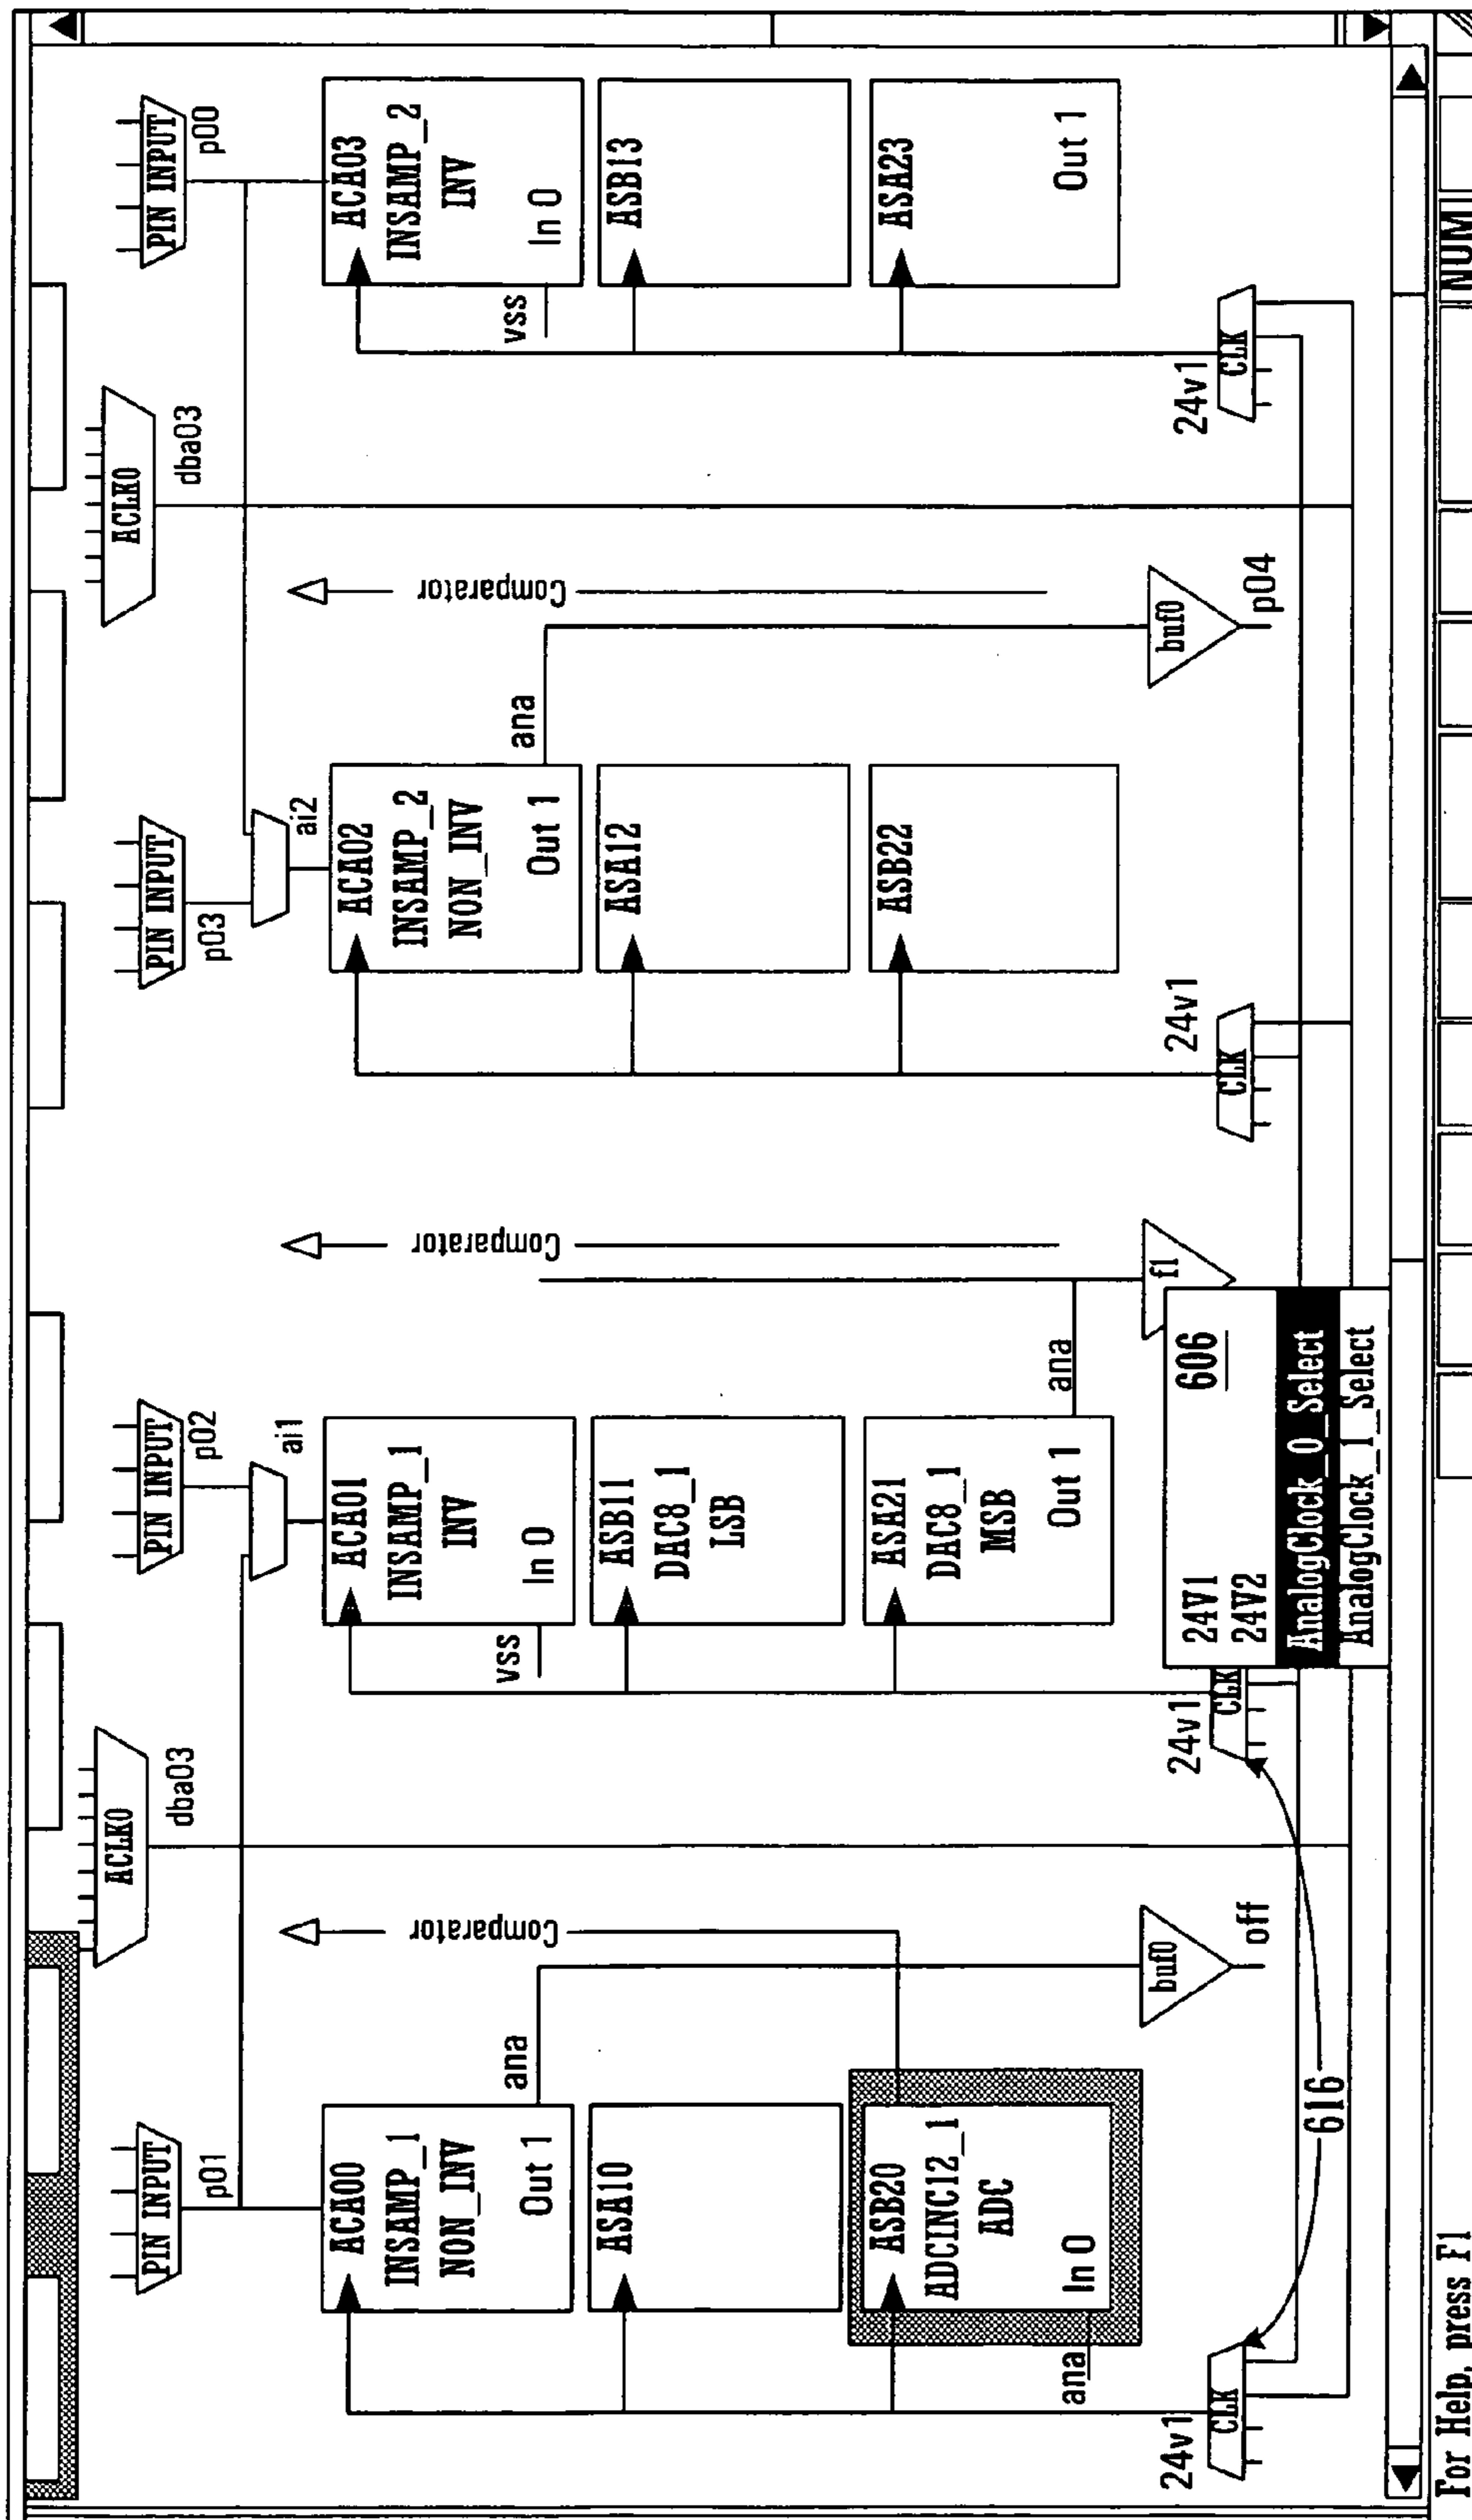 PIN INPUT
p01
ACLK0
dba03
PIN INPUT
p02
ai1
PIN INPUT
p03
ai2
ACLK0
dba03
PIN INPUT
p00
ACA00
INSAMP_1
NON_INV
Out 1
ana
Comparator
vss
ACA01
INSAMP_1
INV
In 0
Comparator
ACA02
INSAMP_2
NON_INV
Out 1
ana
Comparator
vss
ACA03
INSAMP_2
INV
In 0
ASA10
ASB11
DAC8_1
LSB
ASA12
ASB13
ana
ASB20
ADCINC12_1
ADC
In 0
ASA21
DAC8_1
MSB
Out 1
ana
ASB22
ASA23
Out 1
24v1
CLK
buf0
off
24v1
CLK
f1
24v1
CLK
buf0
p04
24v1
CLK
606
24V1
24V2
AnalogClock_0_Select
AnalogClock_1_Select
616
For Help, press F1
NUM